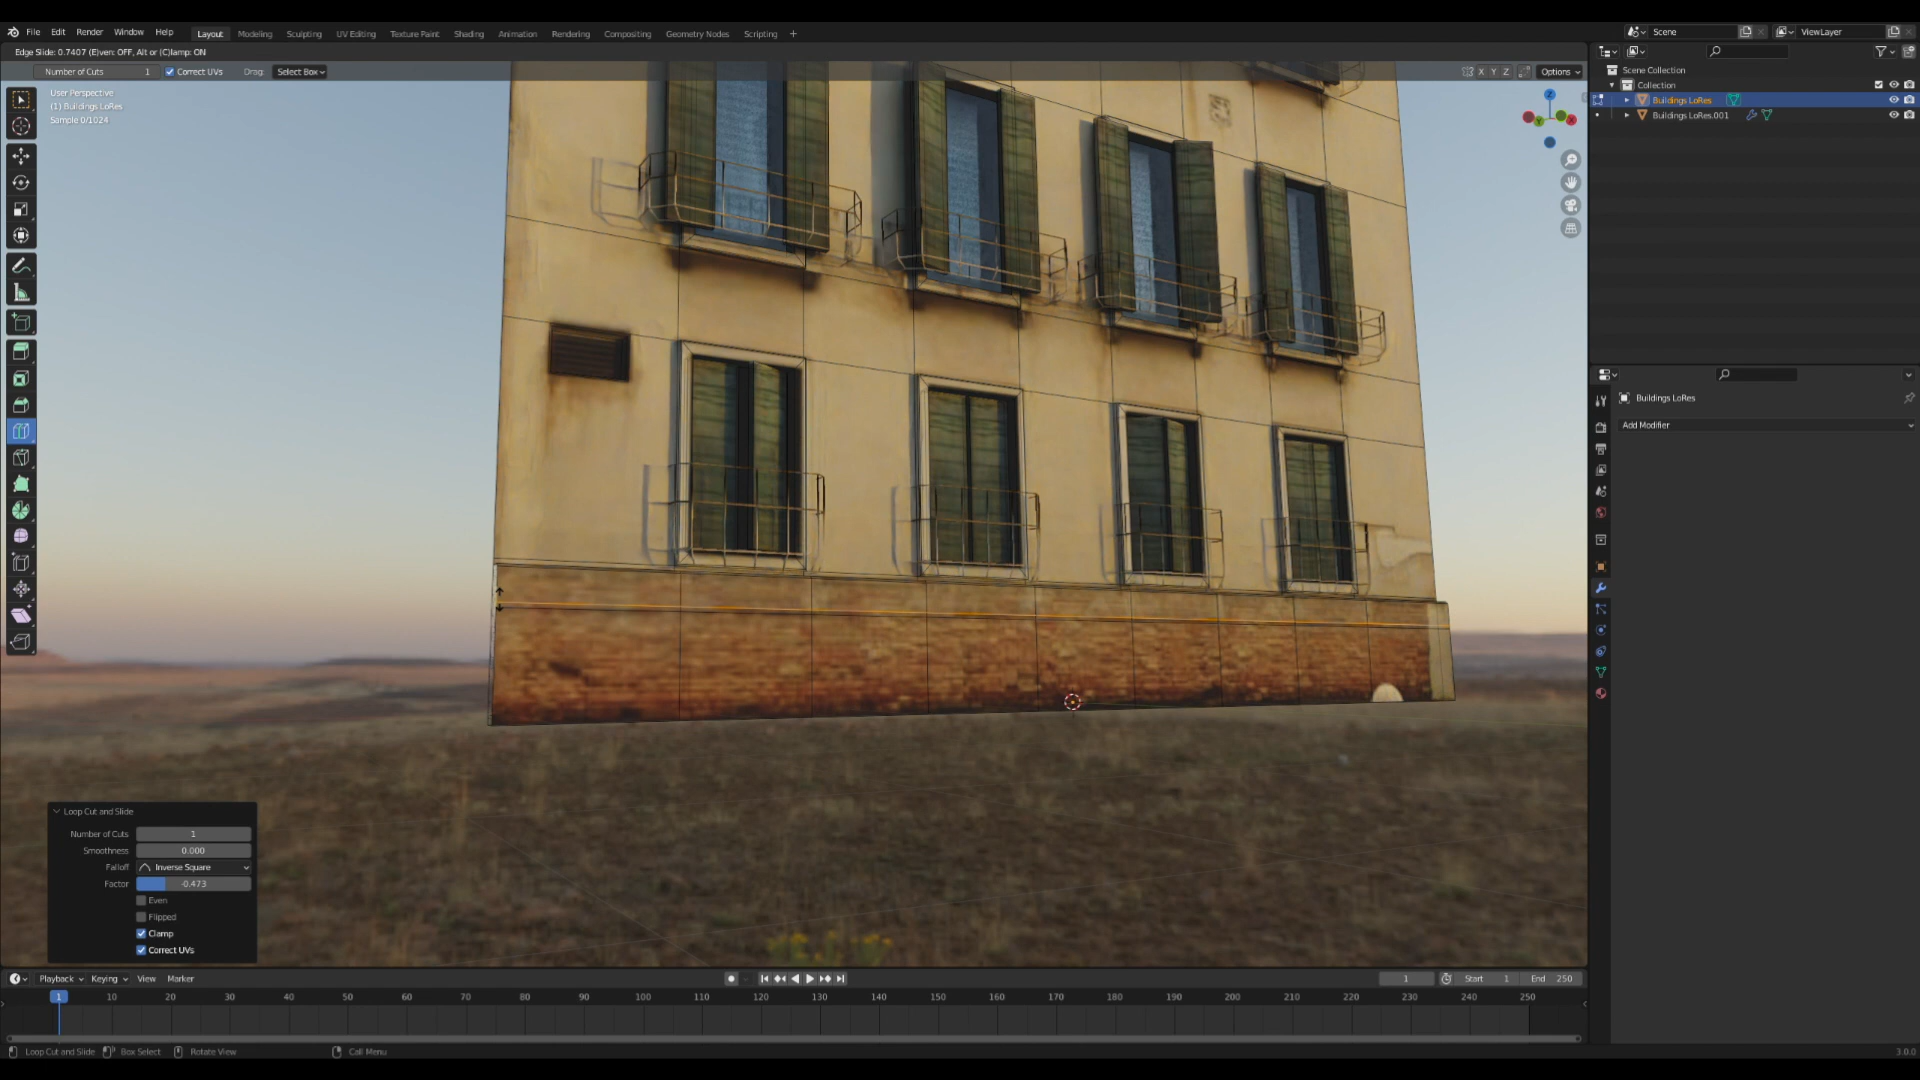 File Edit Render Window Help Layout Modeling Sculpting UV Editing Texture Paint Shading Animation Rendering Compositing Geometry Nodes Scripting + Scene ViewLayer
Edge Slide: 0.7407 (E)ven: OFF, Alt or (C)lamp: ON
Number of Cuts 1 Correct UVs Drag: Select Box X Y Z Options
User Perspective
(1) Buildings LoRes
Sample 0/1024
Scene Collection
Collection
Buildings LoRes
Buildings LoRes.001
Buildings LoRes
Add Modifier
Loop Cut and Slide
Number of Cuts 1
Smoothness 0.000
Falloff Inverse Square
Factor -0.473
Even
Flipped
Clamp
Correct UVs
Playback Keying View Marker 1 Start 1 End 250
1 10 20 30 40 50 60 70 80 90 100 110 120 130 140 150 160 170 180 190 200 210 220 230 240 250
Loop Cut and Slide Box Select Rotate View Call Menu 3.0.0